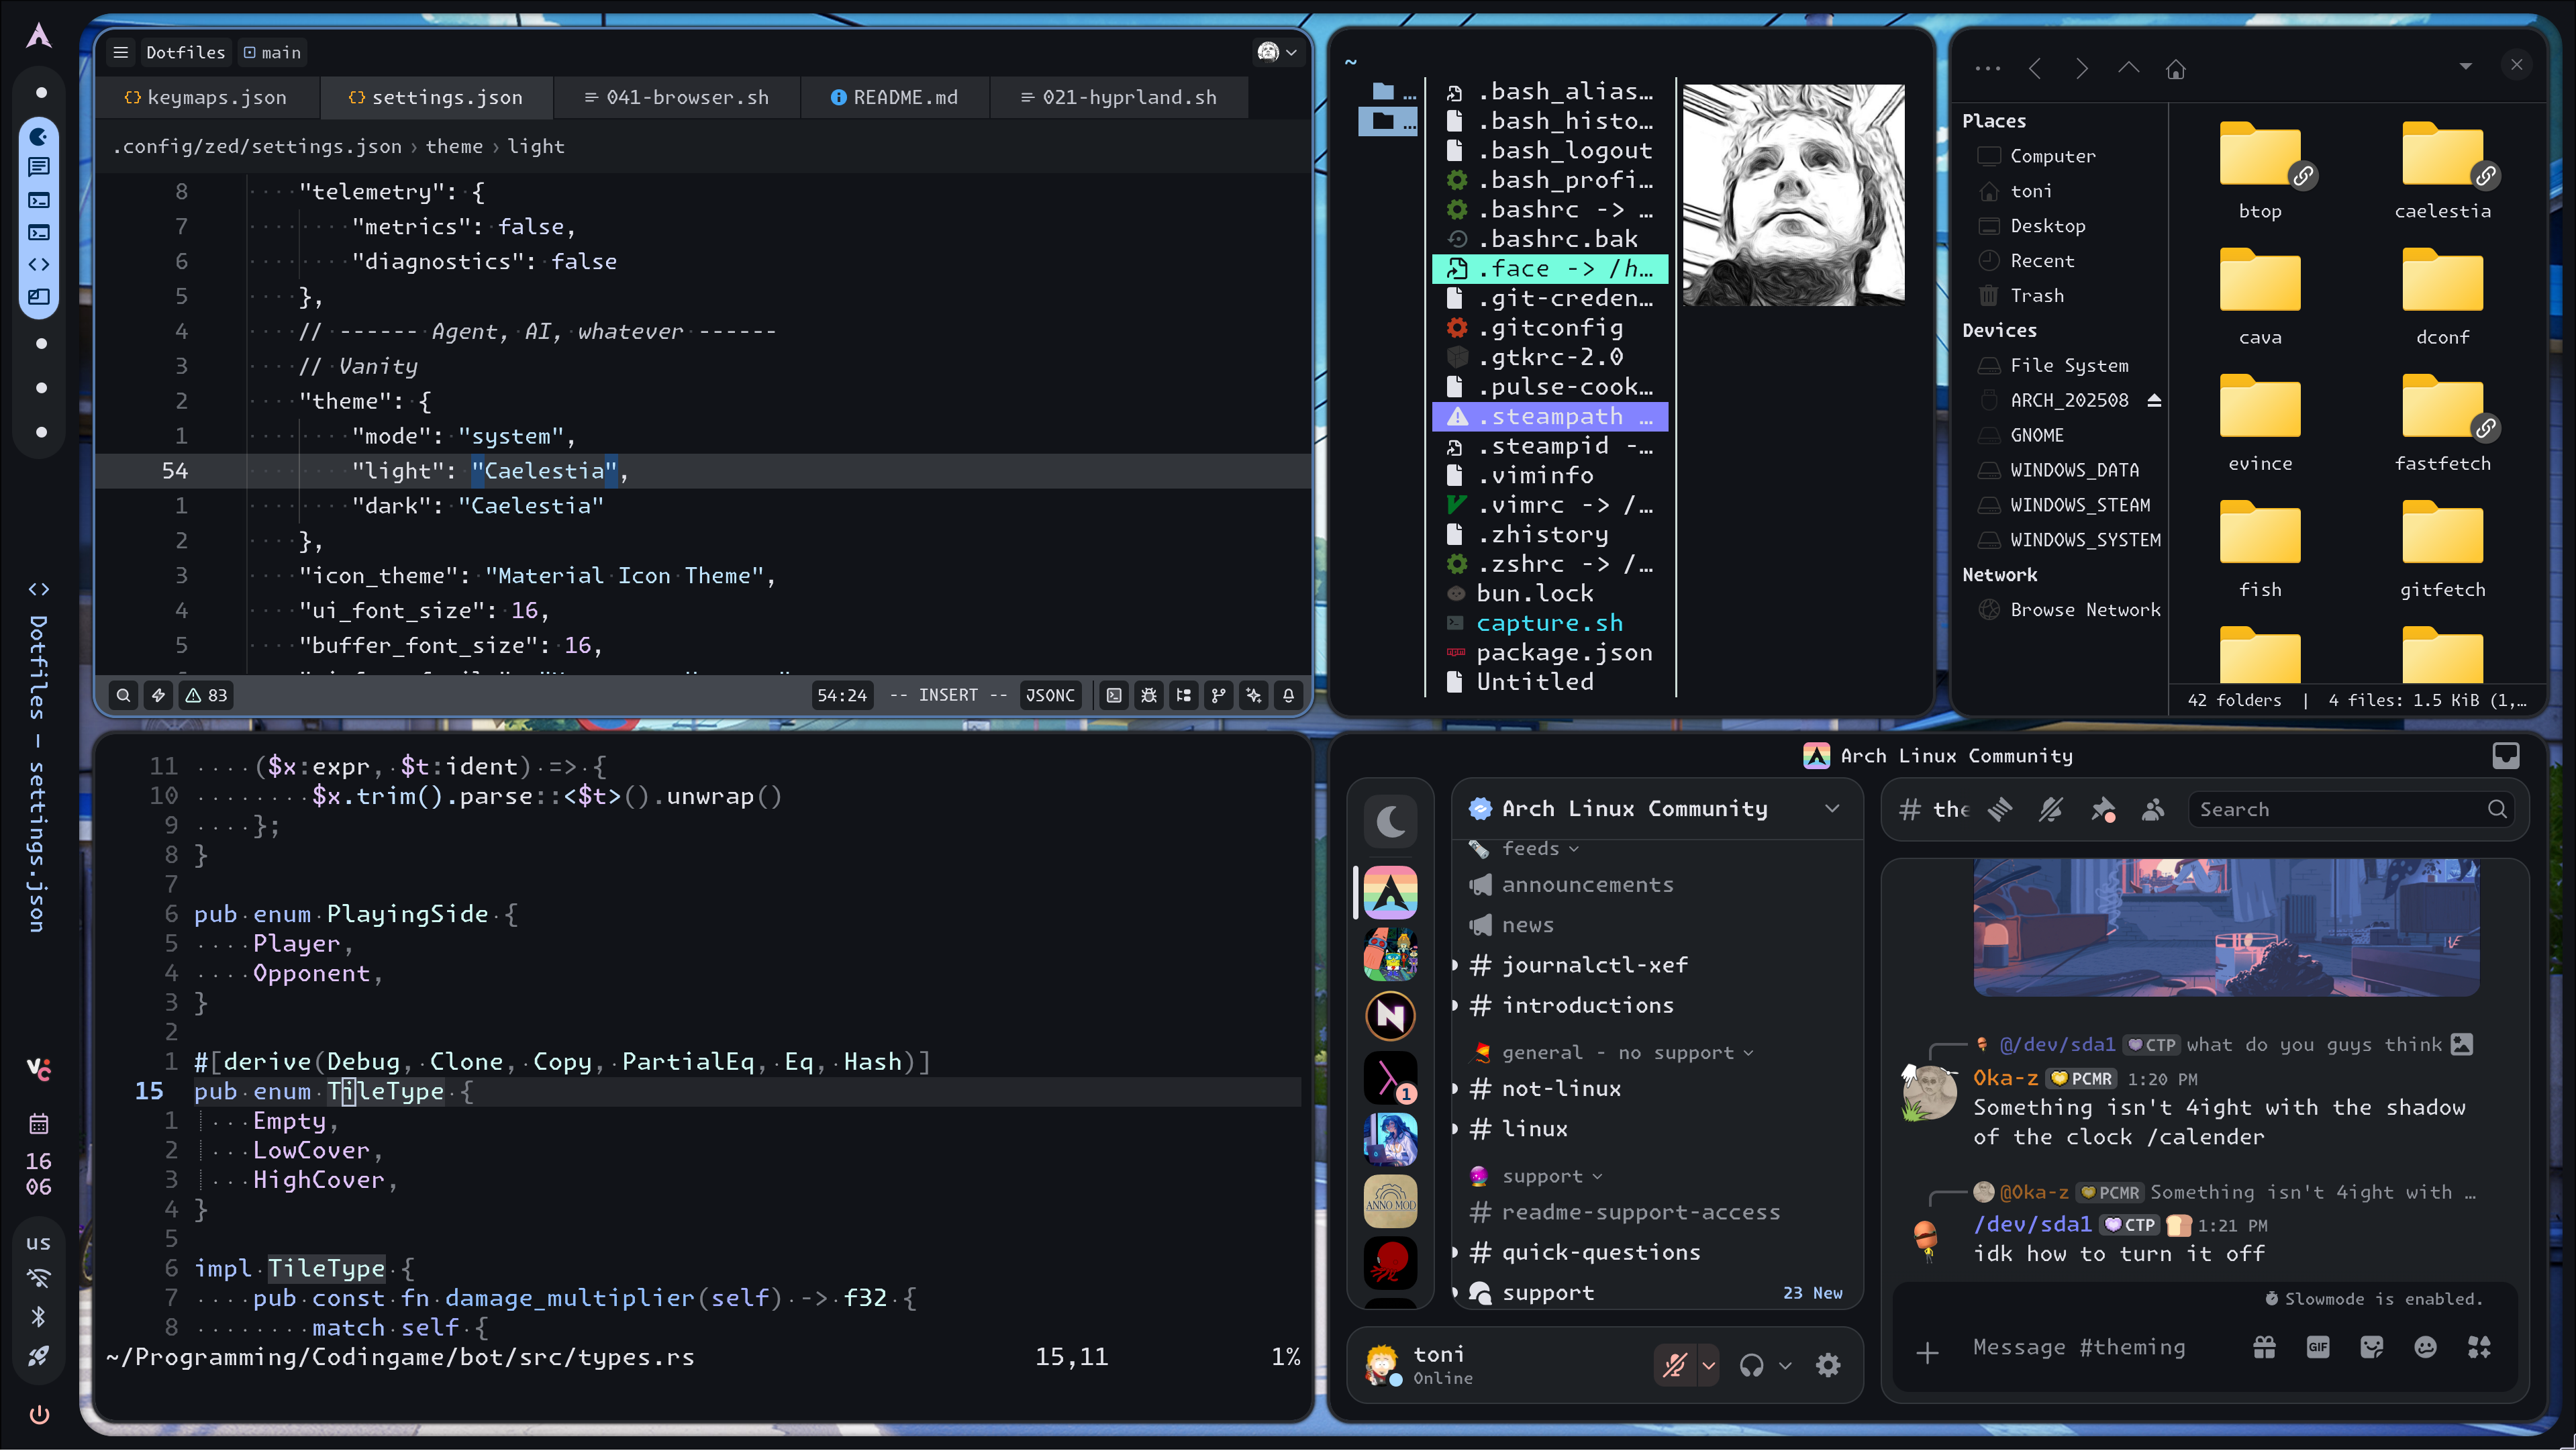 Dotfiles main
keymaps.json settings.json 041-browser.sh README.md 021-hyprland.sh
.config/zed/settings.json › theme › light
8 ····"telemetry":·{
7 ········"metrics":·false,
6 ········"diagnostics":·false
5 ····},
4 ····//·------·Agent,·AI,·whatever·------
3 ····//·Vanity
2 ····"theme":·{
1 ········"mode":·"system",
54 ········"light":·"Caelestia",
1 ········"dark":·"Caelestia"
2 ····},
3 ····"icon_theme":·"Material·Icon·Theme",
4 ····"ui_font_size":·16,
5 ····"buffer_font_size":·16,
83 54:24 -- INSERT -- JSONC
~
...
...
.bash_alias…
.bash_histo…
.bash_logout
.bash_profi…
.bashrc -> …
.bashrc.bak
.face -> /h…
.git-creden…
.gitconfig
.gtkrc-2.0
.pulse-cook…
.steampath …
.steampid -…
.viminfo
.vimrc -> /…
.zhistory
.zshrc -> /…
bun.lock
capture.sh
package.json
Untitled
Places
Computer
toni
Desktop
Recent
Trash
Devices
File System
ARCH_202508
GNOME
WINDOWS_DATA
WINDOWS_STEAM
WINDOWS_SYSTEM
Network
Browse Network
btop caelestia
cava dconf
evince fastfetch
fish gitfetch
42 folders | 4 files: 1.5 KiB (1,…
Dotfiles — settings.json
16
06
us
11 ····($x:expr,·$t:ident)·=>·{
10 ········$x.trim().parse::<$t>().unwrap()
9 ····};
8 }
7
6 pub·enum·PlayingSide·{
5 ····Player,
4 ····Opponent,
3 }
2
1 #[derive(Debug,·Clone,·Copy,·PartialEq,·Eq,·Hash)]
15 pub·enum·TileType·{
1 ···Empty,
2 ···LowCover,
3 ···HighCover,
4 }
5
6 impl·TileType·{
7 ····pub·const·fn·damage_multiplier(self)·->·f32·{
8 ········match·self·{
~/Programming/Codingame/bot/src/types.rs 15,11 1%
Arch Linux Community
1
ANNO MOD
Arch Linux Community
feeds
announcements
news
# journalctl-xef
# introductions
general - no support
# not-linux
# linux
support
# readme-support-access
# quick-questions
support 23 New
toni
Online
# the
Search
@/dev/sda1 CTP what do you guys think
Oka-z PCMR 1:20 PM
Something isn't 4ight with the shadow
of the clock /calender
@Oka-z PCMR Something isn't 4ight with …
/dev/sda1 CTP 1:21 PM
idk how to turn it off
Slowmode is enabled.
Message #theming GIF